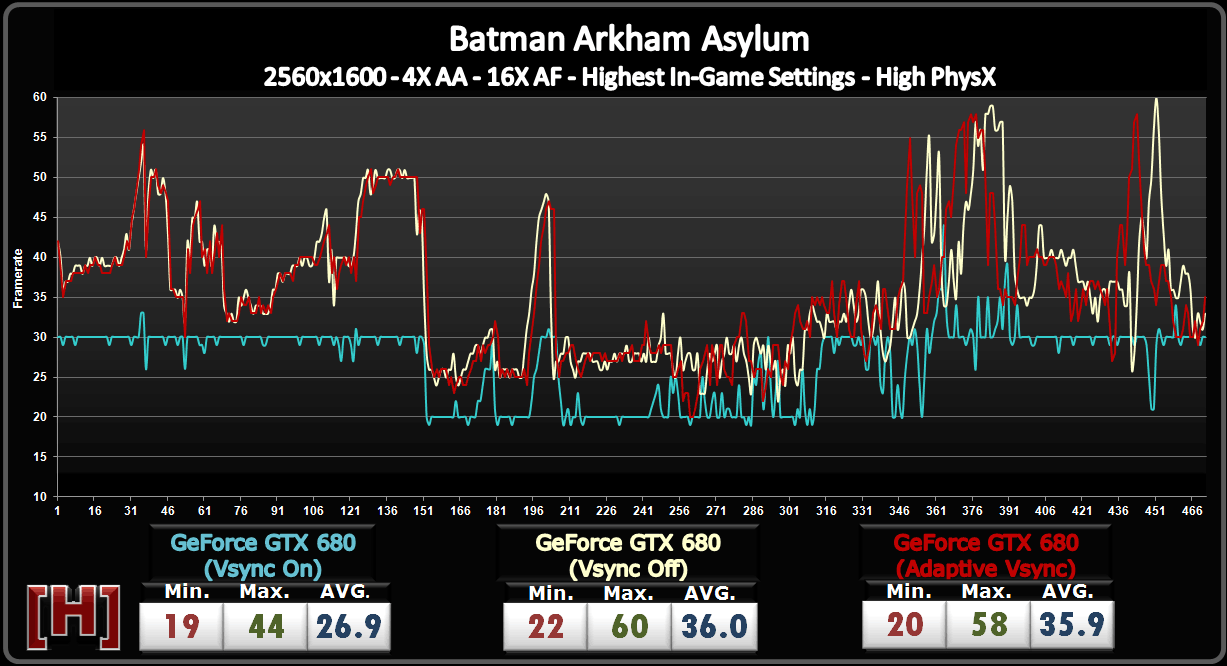 Batman Arkham Asylum
2560x1600 - 4X AA - 16X AF - Highest In-Game Settings - High PhysX
60
55
50
45
40
35
30
25
20
15
10
Framerate
1 16 31 46 61 76 91 106 121 136 151 166 181 196 211 226 241 256 271 286 301 316 331 346 361 376 391 406 421 436 451 466
GeForce GTX 680
(Vsync On)
Min. Max. AVG.
19 44 26.9
GeForce GTX 680
(Vsync Off)
Min. Max. AVG.
22 60 36.0
GeForce GTX 680
(Adaptive Vsync)
Min. Max. AVG.
20 58 35.9
[H]